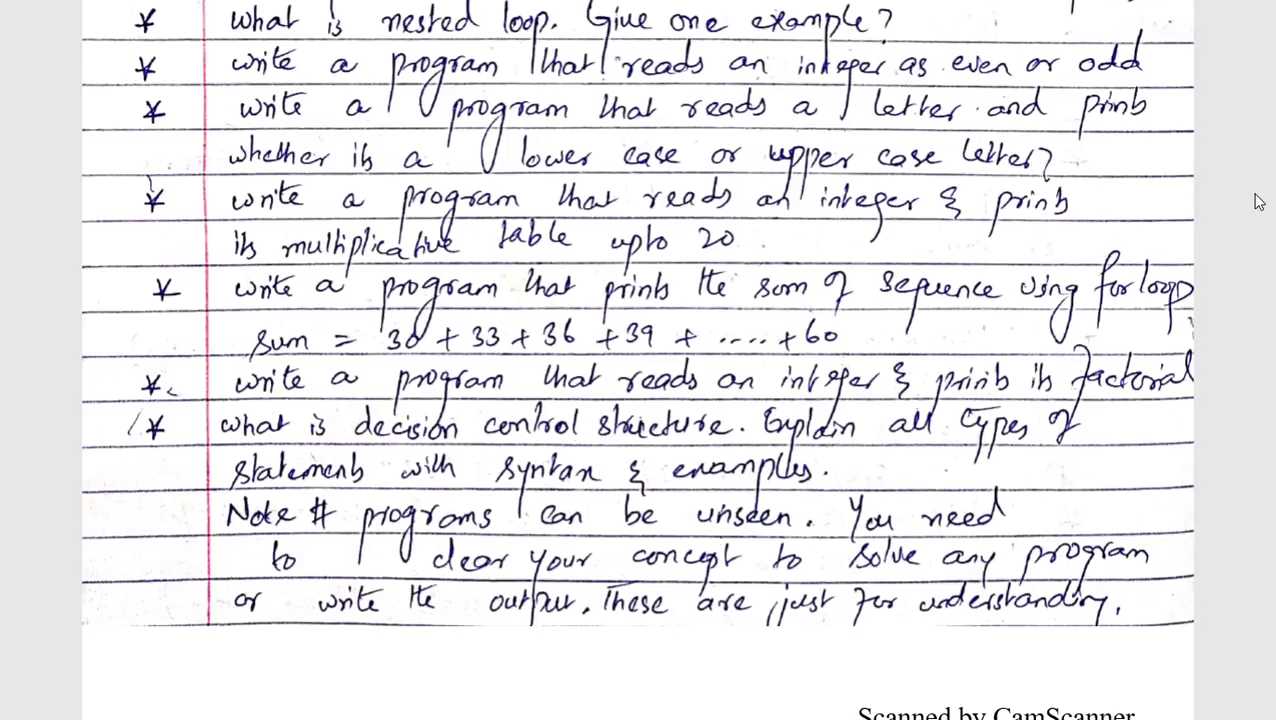 * What is nested loop. Give one example?
* write a program that reads an integer as even or odd
* write a program that reads a letter and prints
whether its a lower case or upper case letter?
* write a program that reads an integer & prints
its multiplicative table upto 20.
* write a program that prints the sum of sequence using for loop
sum = 30 + 33 + 36 + 39 + .... + 60
* write a program that reads an integer & prints its factorial
* what is decision control structure. Explain all types of
statements with syntax & examples.
Note # programs can be unseen. You need
to clear your concept to solve any program
or write the output. These are just for understanding.
Scanned by CamScanner